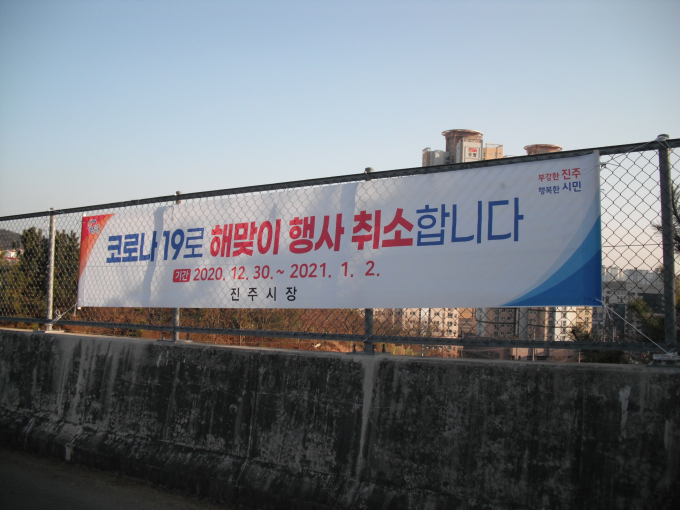 코로나 19로 해맞이 행사 취소합니다
기간 2020. 12. 30. ~ 2021. 1. 2.
진주시장
부강한 진주
행복한 시민